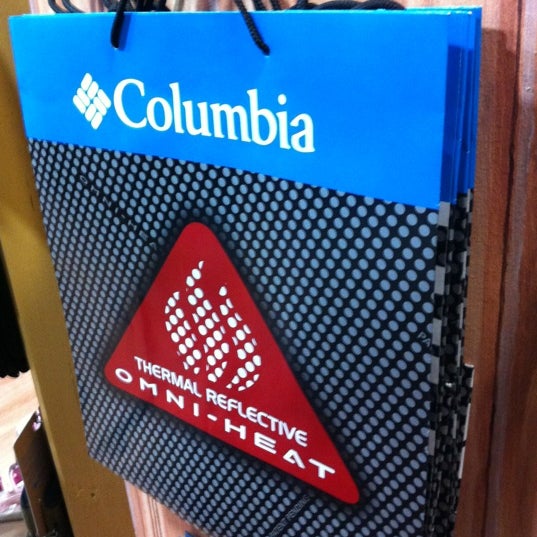 Columbia
THERMAL REFLECTIVE
OMNI-HEAT